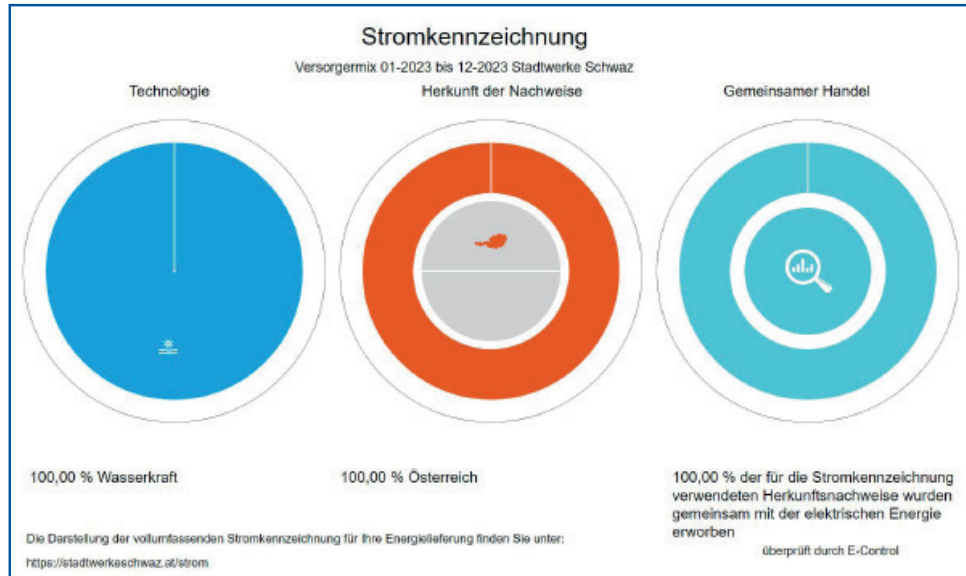 Stromkennzeichnung
Versorgermix 01-2023 bis 12-2023 Stadtwerke Schwaz
Technologie
Herkunft der Nachweise
Gemeinsamer Handel
100,00 % Wasserkraft
100,00 % Österreich
100,00 % der für die Stromkennzeichnung
verwendeten Herkunftsnachweise wurden
gemeinsam mit der elektrischen Energie
erworben
überprüft durch E-Control
Die Darstellung der vollumfassenden Stromkennzeichnung für Ihre Energielieferung finden Sie unter:
https://stadtwerkeschwaz.at/strom